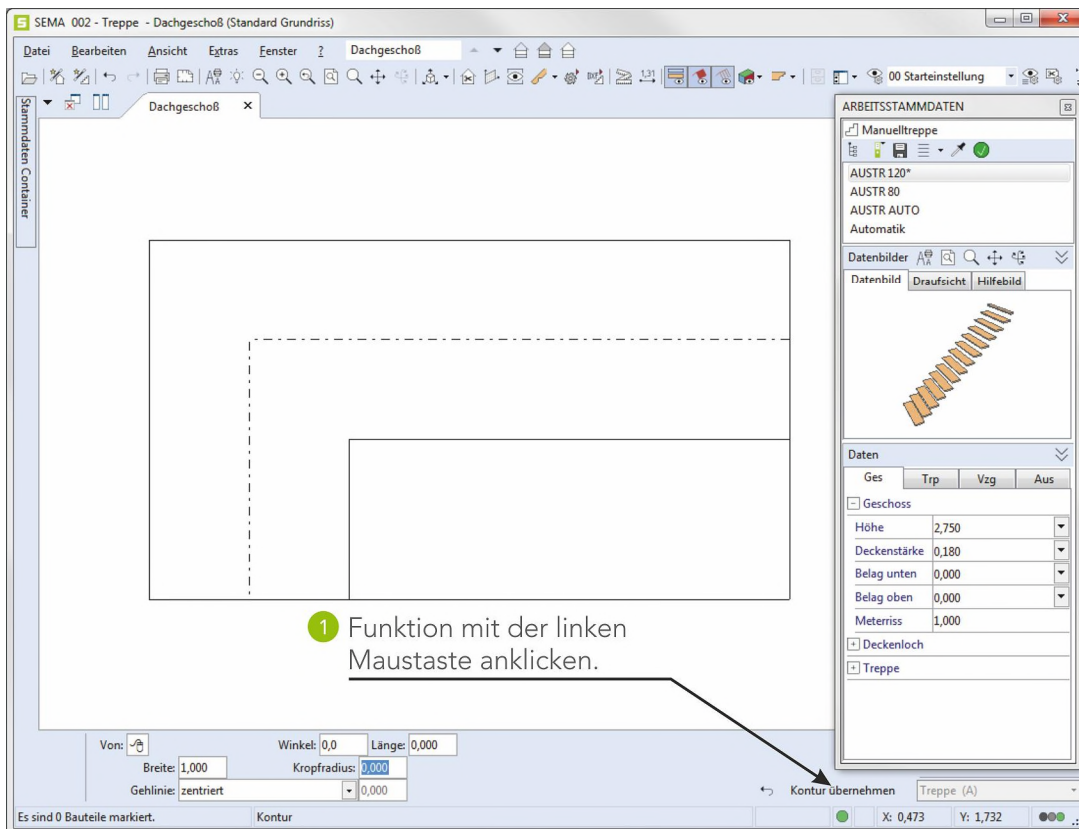 SEMA 002 - Treppe - Dachgeschoß (Standard Grundriss)
Datei Bearbeiten Ansicht Extras Fenster ? Dachgeschoß
00 Starteinstellung
Dachgeschoß
Stammdaten Container
ARBEITSSTAMMDATEN
Manuelltreppe
AUSTR 120*
AUSTR 80
AUSTR AUTO
Automatik
Datenbilder
Datenbild Draufsicht Hilfebild
Daten
Ges Trp Vzg Aus
Geschoss
Höhe 2,750
Deckenstärke 0,180
Belag unten 0,000
Belag oben 0,000
Meterriss 1,000
Deckenloch
Treppe
1 Funktion mit der linken
Maustaste anklicken.
Von: Winkel: 0,0 Länge: 0,000
Breite: 1,000 Kropfradius: 0,000
Gehlinie: zentriert 0,000
Kontur übernehmen Treppe (A)
Es sind 0 Bauteile markiert. Kontur X: 0,473 Y: 1,732